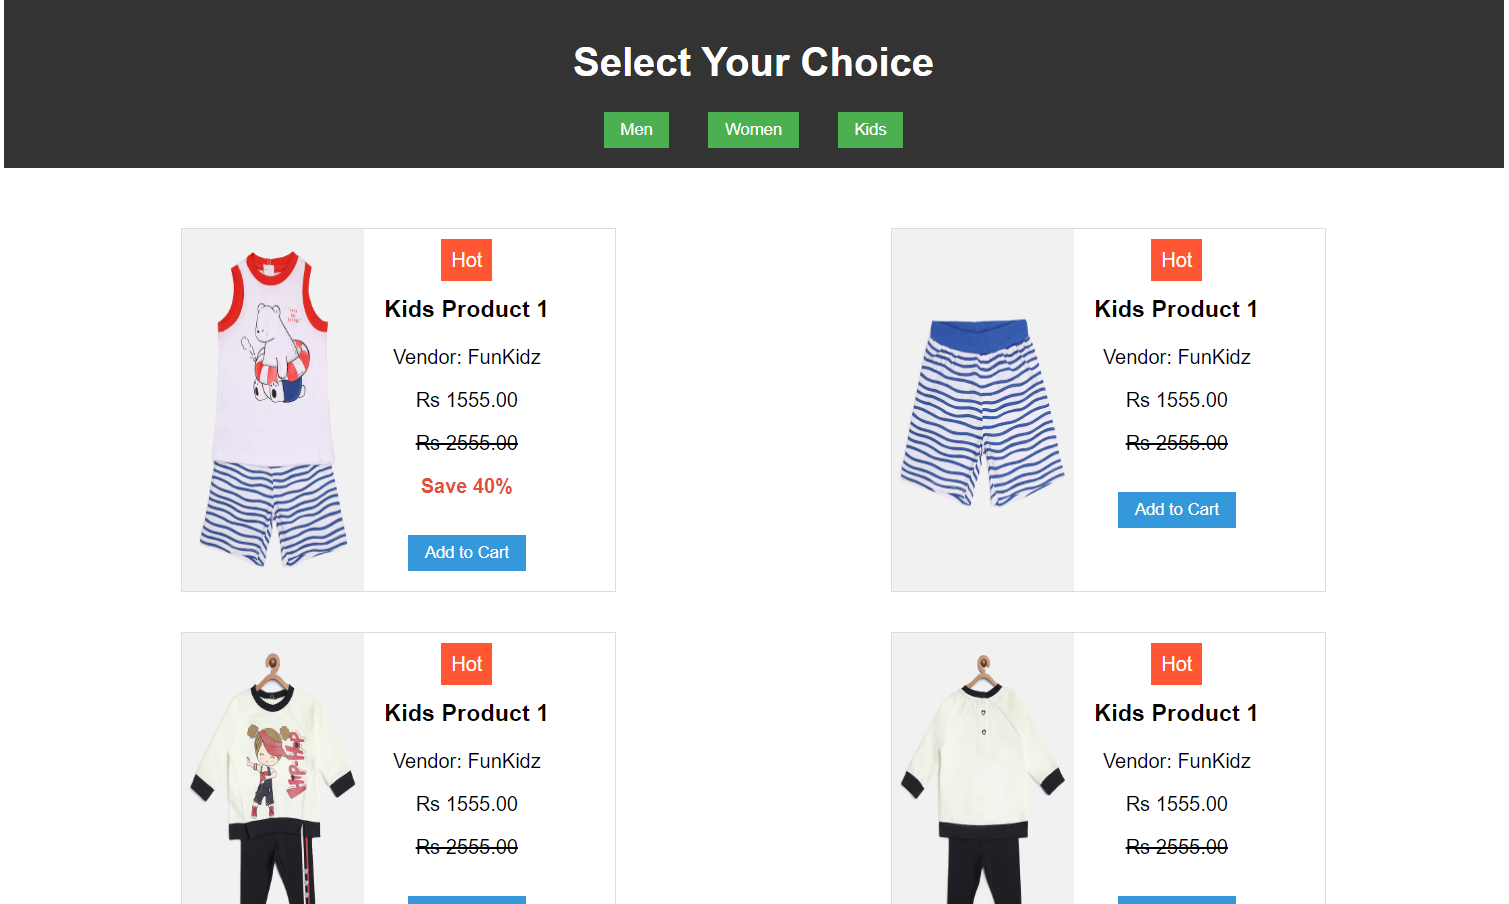 Select Your Choice
Men Women Kids
Hot
Kids Product 1
Vendor: FunKidz
Rs 1555.00
Rs 2555.00
Save 40%
Add to Cart
Hot
Kids Product 1
Vendor: FunKidz
Rs 1555.00
Rs 2555.00
Add to Cart
HIP-HOP
Hot
Kids Product 1
Vendor: FunKidz
Rs 1555.00
Rs 2555.00
Hot
Kids Product 1
Vendor: FunKidz
Rs 1555.00
Rs 2555.00